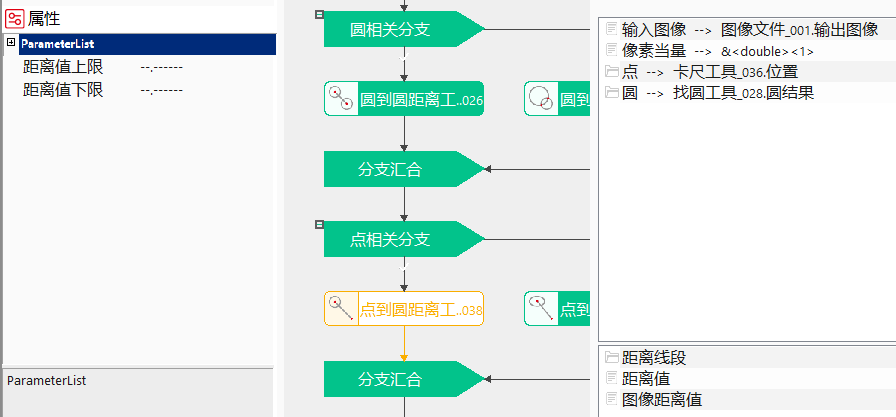 属性
ParameterList
距离值上限 --.------
距离值下限 --.------
ParameterList
圆相关分支
圆到圆距离工..026
圆到
分支汇合
点相关分支
点到圆距离工..038
点到
分支汇合
输入图像 --> 图像文件_001.输出图像
像素当量 --> &<double><1>
点 --> 卡尺工具_036.位置
圆 --> 找圆工具_028.圆结果
距离线段
距离值
图像距离值